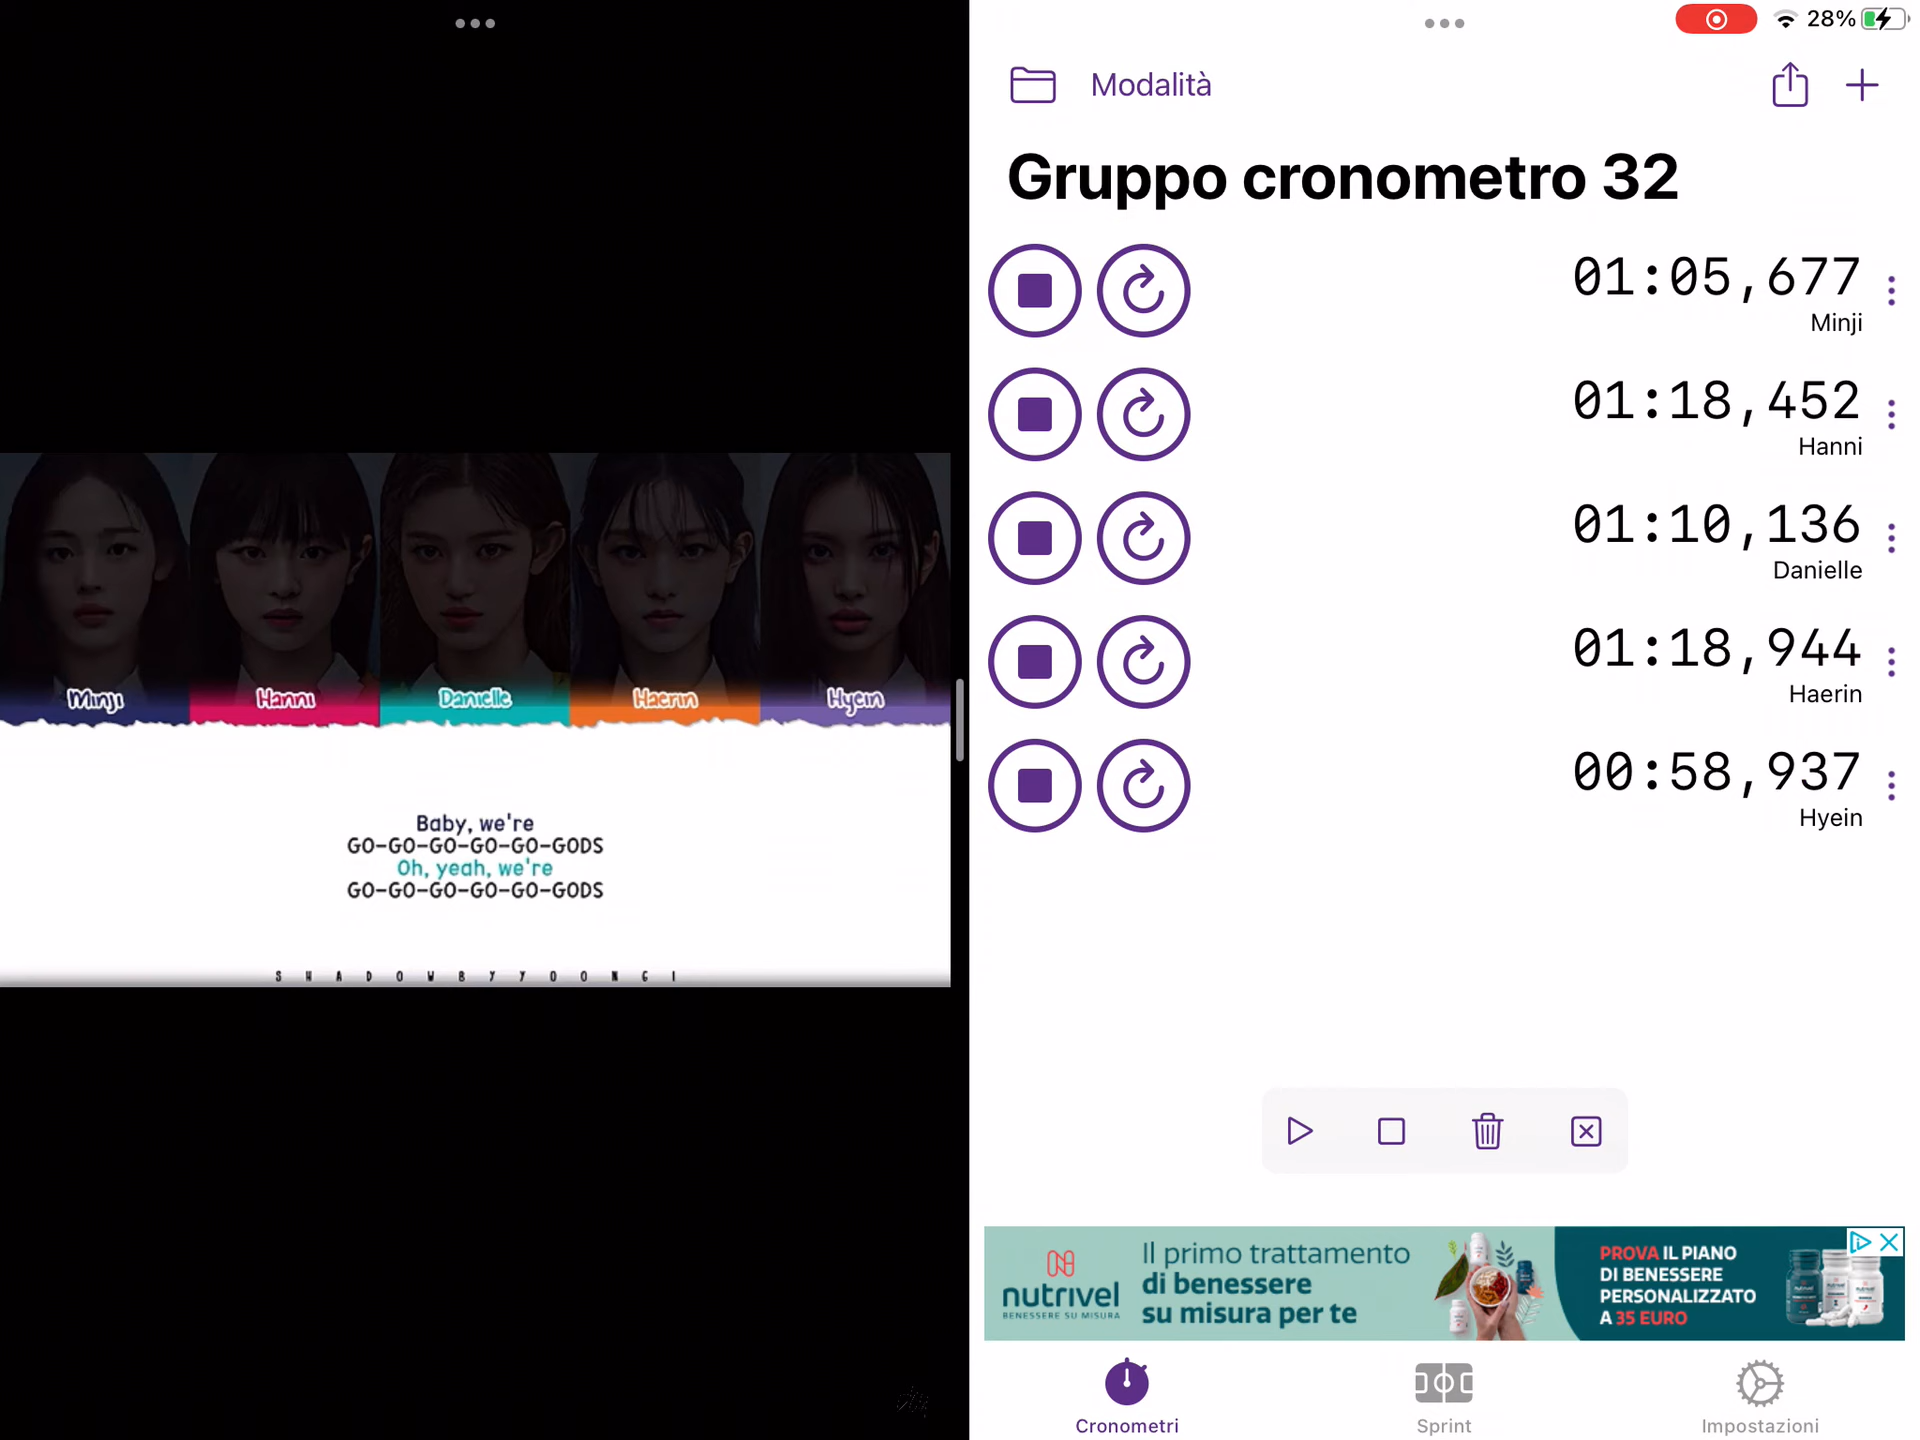 Minji
Hanni
Danielle
Haerin
Hyein
Baby, we're
GO-GO-GO-GO-GO-GODS
Oh, yeah, we're
GO-GO-GO-GO-GO-GODS
SHADOWBYYOONGI
28%
Modalità
Gruppo cronometro 32
01:05,677
Minji
01:18,452
Hanni
01:10,136
Danielle
01:18,944
Haerin
00:58,937
Hyein
nutrivel
BENESSERE SU MISURA
Il primo trattamento
di benessere
su misura per te
PROVA IL PIANO
DI BENESSERE
PERSONALIZZATO
A 35 EURO
Cronometri
Sprint
Impostazioni